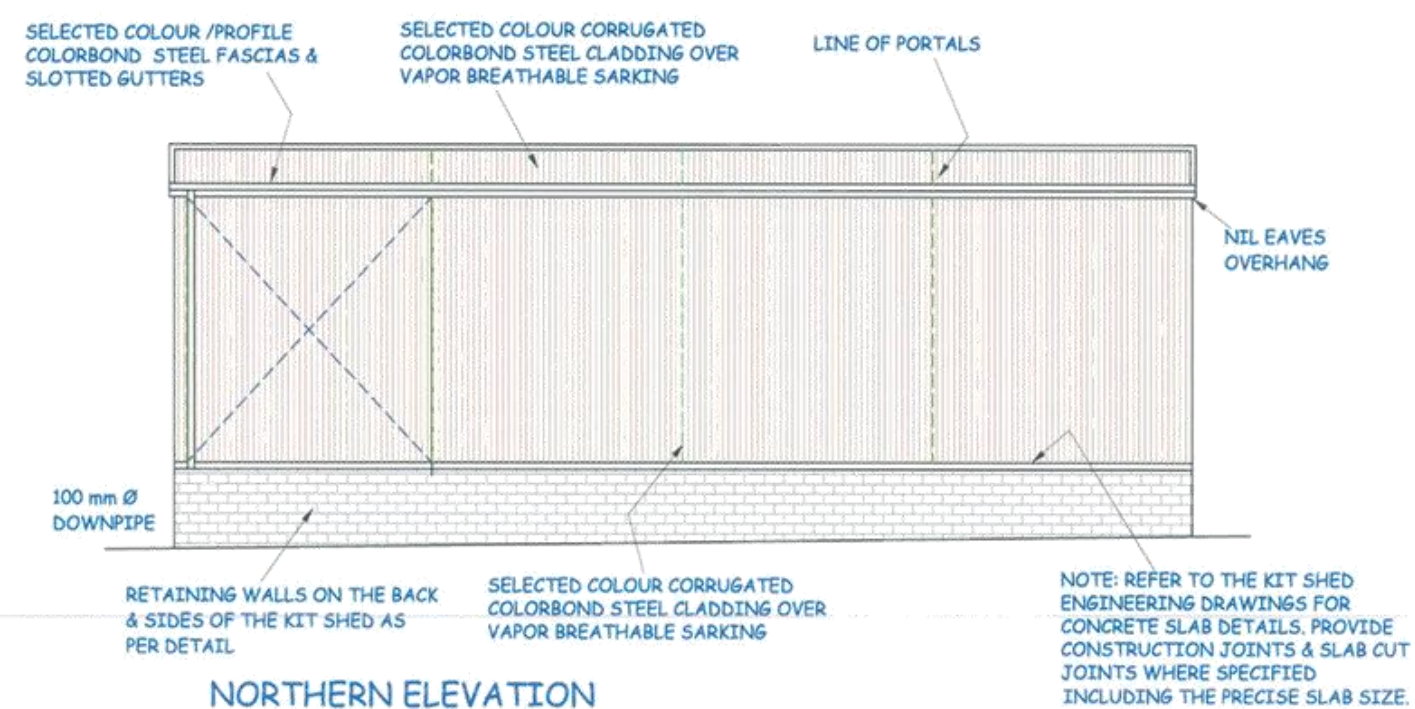 SELECTED COLOUR /PROFILE
COLORBOND STEEL FASCIAS &
SLOTTED GUTTERS
SELECTED COLOUR CORRUGATED
COLORBOND STEEL CLADDING OVER
VAPOR BREATHABLE SARKING
LINE OF PORTALS
NIL EAVES
OVERHANG
100 mm Ø
DOWNPIPE
RETAINING WALLS ON THE BACK
& SIDES OF THE KIT SHED AS
PER DETAIL
SELECTED COLOUR CORRUGATED
COLORBOND STEEL CLADDING OVER
VAPOR BREATHABLE SARKING
NOTE: REFER TO THE KIT SHED
ENGINEERING DRAWINGS FOR
CONCRETE SLAB DETAILS. PROVIDE
CONSTRUCTION JOINTS & SLAB CUT
JOINTS WHERE SPECIFIED
INCLUDING THE PRECISE SLAB SIZE.
NORTHERN ELEVATION